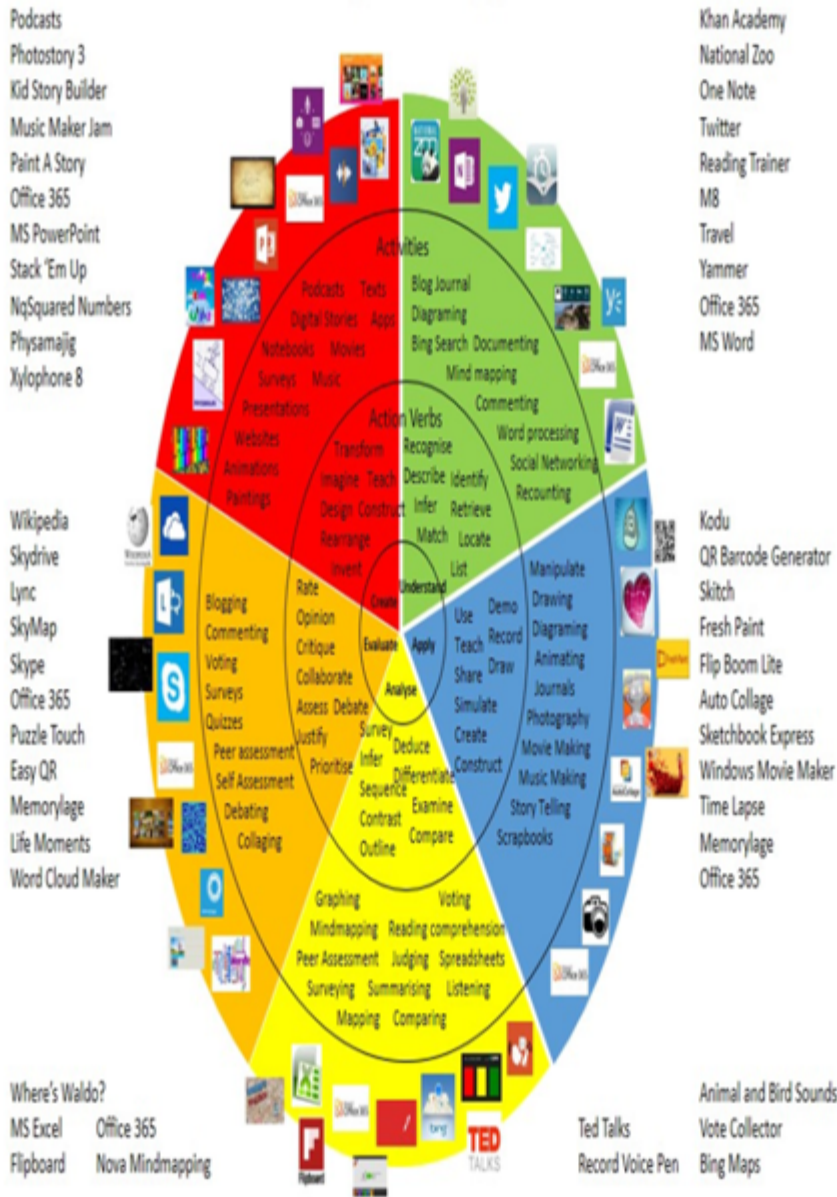 Podcasts
Photostory 3
Kid Story Builder
Music Maker Jam
Paint A Story
Office 365
MS PowerPoint
Stack 'Em Up
NqSquared Numbers
Physamajig
Xylophone 8
Khan Academy
National Zoo
One Note
Twitter
Reading Trainer
M8
Travel
Yammer
Office 365
MS Word
Activities
Podcasts Texts
Digital Stories Apps
Notebooks Movies
Surveys Music
Presentations
Websites
Animations
Paintings
Blog Journal
Diagraming
Bing Search Documenting
Mind mapping
Commenting
Word processing
Social Networking
Recounting
Action Verbs
Transform
Imagine Teach
Design Construct
Rearrange
Invent
Recognise
Describe Identify
Infer Retrieve
Match Locate
List
Create
Understand
Evaluate
Apply
Analyse
Wikipedia
Skydrive
Lync
SkyMap
Skype
Office 365
Puzzle Touch
Easy QR
Memorylage
Life Moments
Word Cloud Maker
Blogging
Commenting
Voting
Surveys
Quizzes
Peer assessment
Self Assessment
Debating
Collaging
Rate
Opinion
Critique
Collaborate
Assess Debate
Justify
Prioritise
Use Demo
Teach Record
Share Draw
Simulate
Create
Construct
Manipulate
Drawing
Diagraming
Animating
Journals
Photography
Movie Making
Music Making
Story Telling
Scrapbooks
Kodu
QR Barcode Generator
Skitch
Fresh Paint
Flip Boom Lite
Auto Collage
Sketchbook Express
Windows Movie Maker
Time Lapse
Memorylage
Office 365
Survey
Infer Deduce
Differentiate
Sequence
Examine
Contrast
Compare
Outline
Graphing Voting
Mindmapping Reading comprehension
Peer Assessment Judging Spreadsheets
Surveying Summarising Listening
Mapping Comparing
Where's Waldo?
MS Excel Office 365
Flipboard Nova Mindmapping
Flipboard
bing
TED
TALKS
Animal and Bird Sounds
Ted Talks Vote Collector
Record Voice Pen Bing Maps